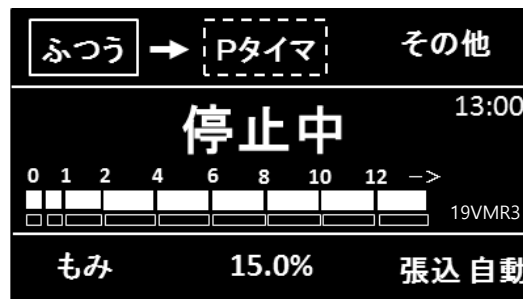 ふつう → Pタイマ その他
13:00
停止中
0 1 2 4 6 8 10 12 ->
19VMR3
もみ 15.0% 張込 自動